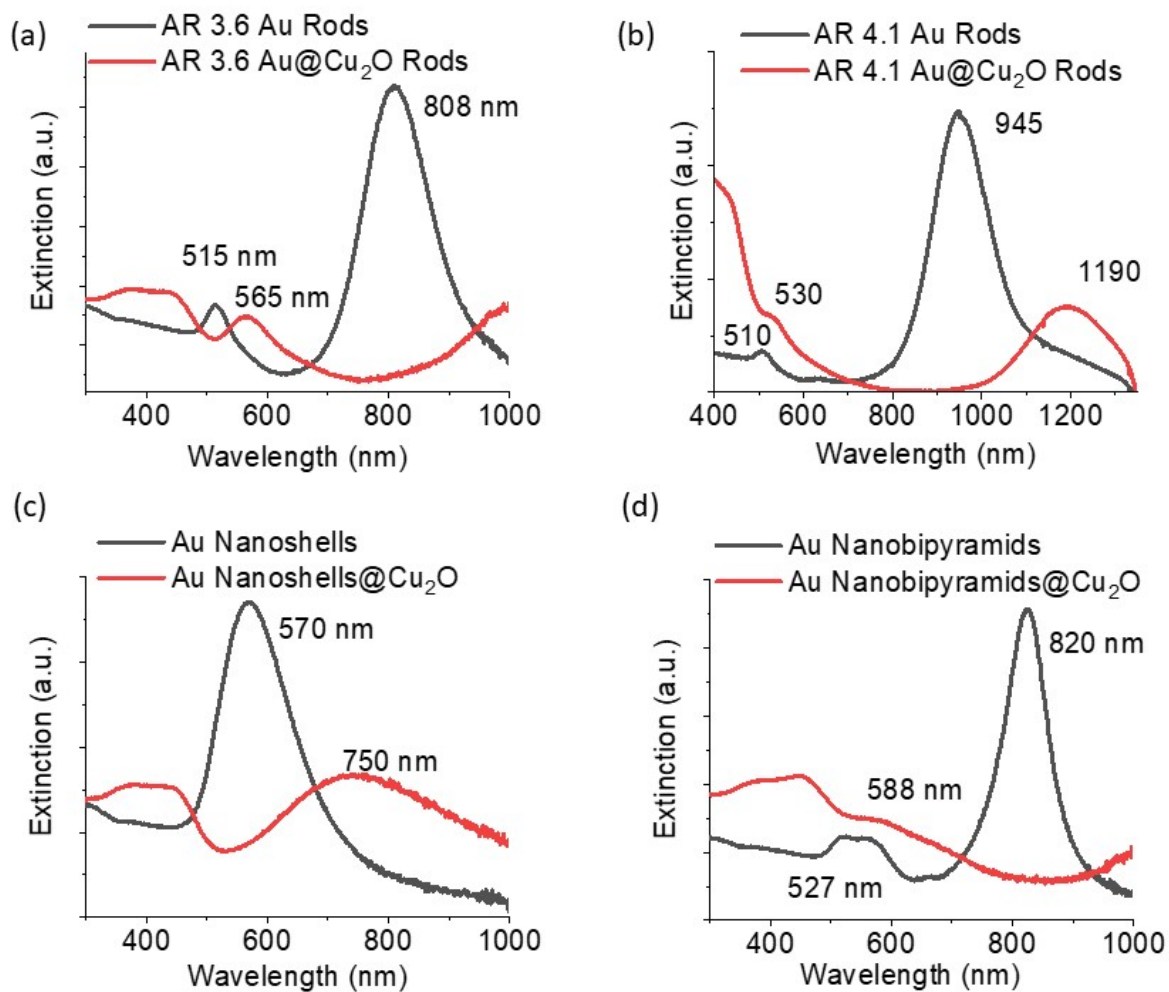 (a)
AR 3.6 Au Rods
AR 3.6 Au@Cu₂O Rods
808 nm
515 nm
565 nm
Extinction (a.u.)
400 600 800 1000
Wavelength (nm)
(b)
AR 4.1 Au Rods
AR 4.1 Au@Cu₂O Rods
945
1190
530
510
Extinction (a.u.)
400 600 800 1000 1200
Wavelength (nm)
(c)
Au Nanoshells
Au Nanoshells@Cu₂O
570 nm
750 nm
Extinction (a.u.)
400 600 800 1000
Wavelength (nm)
(d)
Au Nanobipyramids
Au Nanobipyramids@Cu₂O
820 nm
588 nm
527 nm
Extinction (a.u.)
400 600 800 1000
Wavelength (nm)